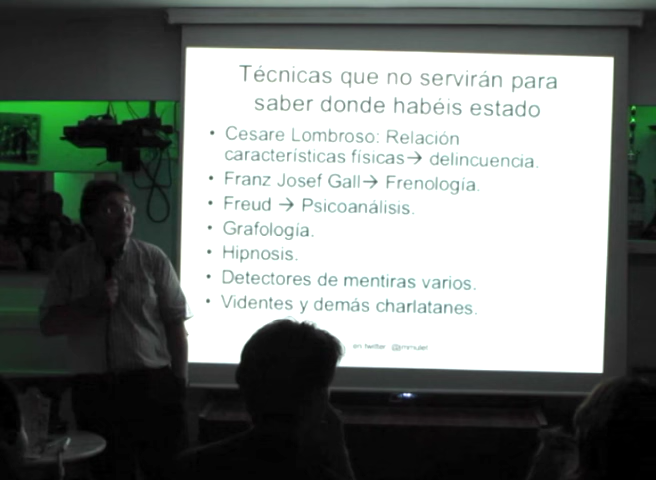 Técnicas que no servirán para
saber donde habéis estado
• Cesare Lombroso: Relación
características físicas→ delincuencia.
• Franz Josef Gall→ Frenología.
• Freud → Psicoanálisis.
• Grafología.
• Hipnosis.
• Detectores de mentiras varios.
• Videntes y demás charlatanes.
en twitter @jmmulet